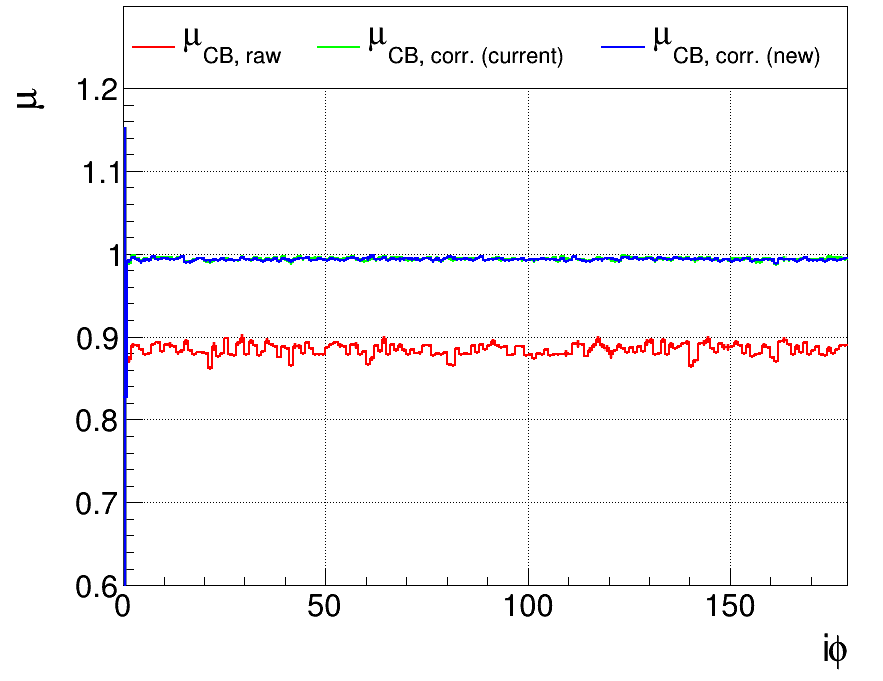 μCB, raw μCB, corr. (current) μCB, corr. (new)
μ
1.2
1.1
1
0.9
0.8
0.7
0.6
0 50 100 150
iϕ